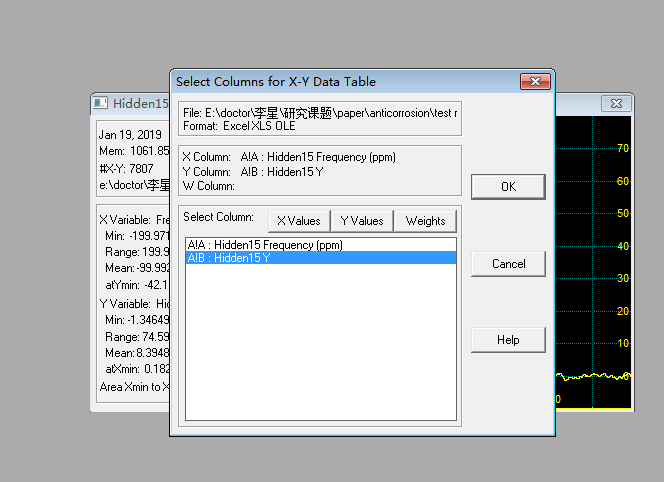 Select Columns for X-Y Data Table
File: E:\doctor\李星\研究课题\paper\anticorrosion\test r
Format: Excel XLS OLE
X Column: A!A : Hidden15 Frequency (ppm)
Y Column: A!B : Hidden15 Y
W Column:
Select Column:
X Values
Y Values
Weights
A!A : Hidden15 Frequency (ppm)
A!B : Hidden15 Y
OK
Cancel
Help
Hidden15
Jan 19, 2019
Mem: 1061.85
#X-Y: 7807
e:\doctor\李星
X Variable: Fre
Min: -199.971
Range: 199.9
Mean: -99.992
atYmin: -42.1
Y Variable: Hid
Min: -1.34649
Range: 74.59
Mean: 8.3948
atXmin: 0.182
Area Xmin to X
70
60
50
40
30
20
10
0